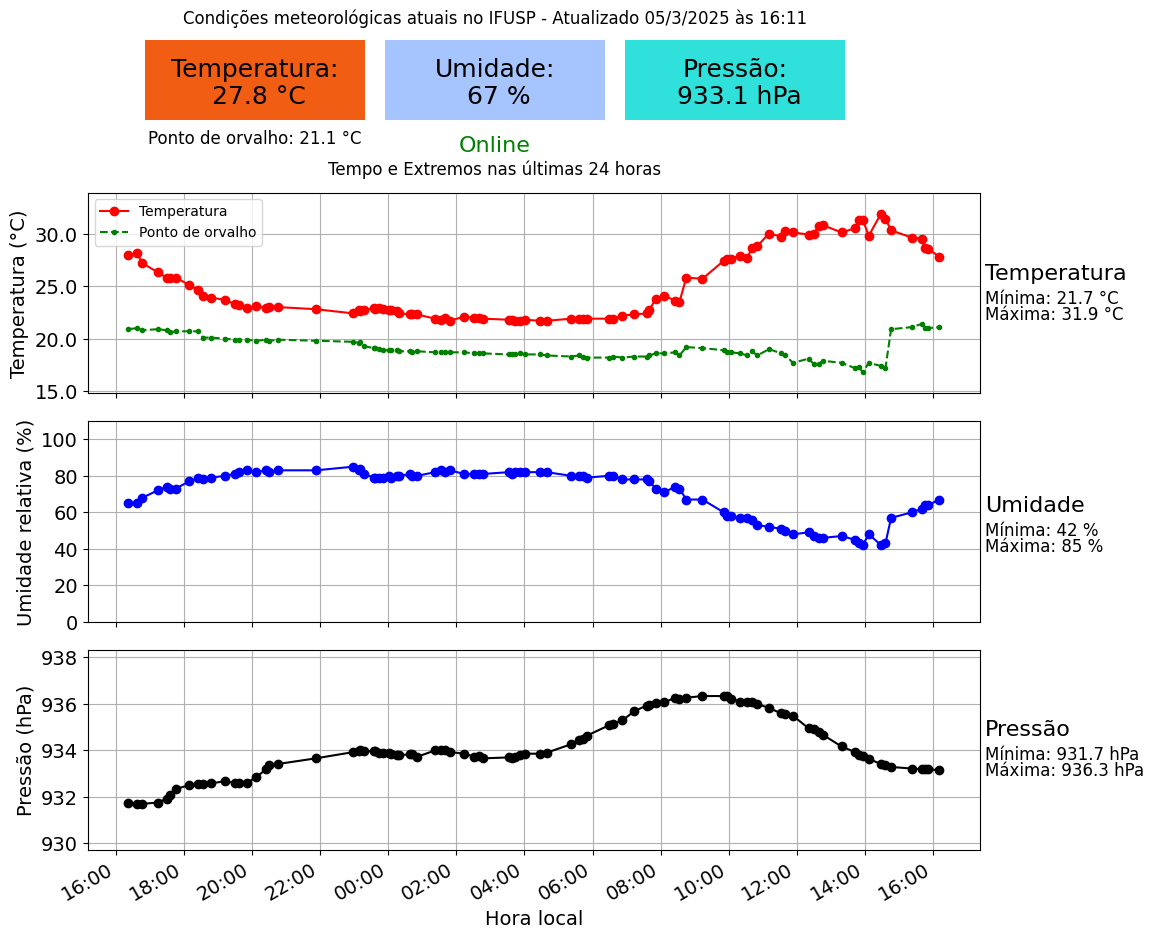 Condições meteorológicas atuais no IFUSP - Atualizado 05/3/2025 às 16:11
Temperatura:
27.8 °C
Umidade:
67 %
Pressão:
933.1 hPa
Ponto de orvalho: 21.1 °C
Online
Tempo e Extremos nas últimas 24 horas
Temperatura (°C)
30.0
25.0
20.0
15.0
Temperatura
Ponto de orvalho
Temperatura
Mínima: 21.7 °C
Máxima: 31.9 °C
Umidade relativa (%)
100
80
60
40
20
0
Umidade
Mínima: 42 %
Máxima: 85 %
Pressão (hPa)
938
936
934
932
930
Pressão
Mínima: 931.7 hPa
Máxima: 936.3 hPa
16:00 18:00 20:00 22:00 00:00 02:00 04:00 06:00 08:00 10:00 12:00 14:00 16:00
Hora local